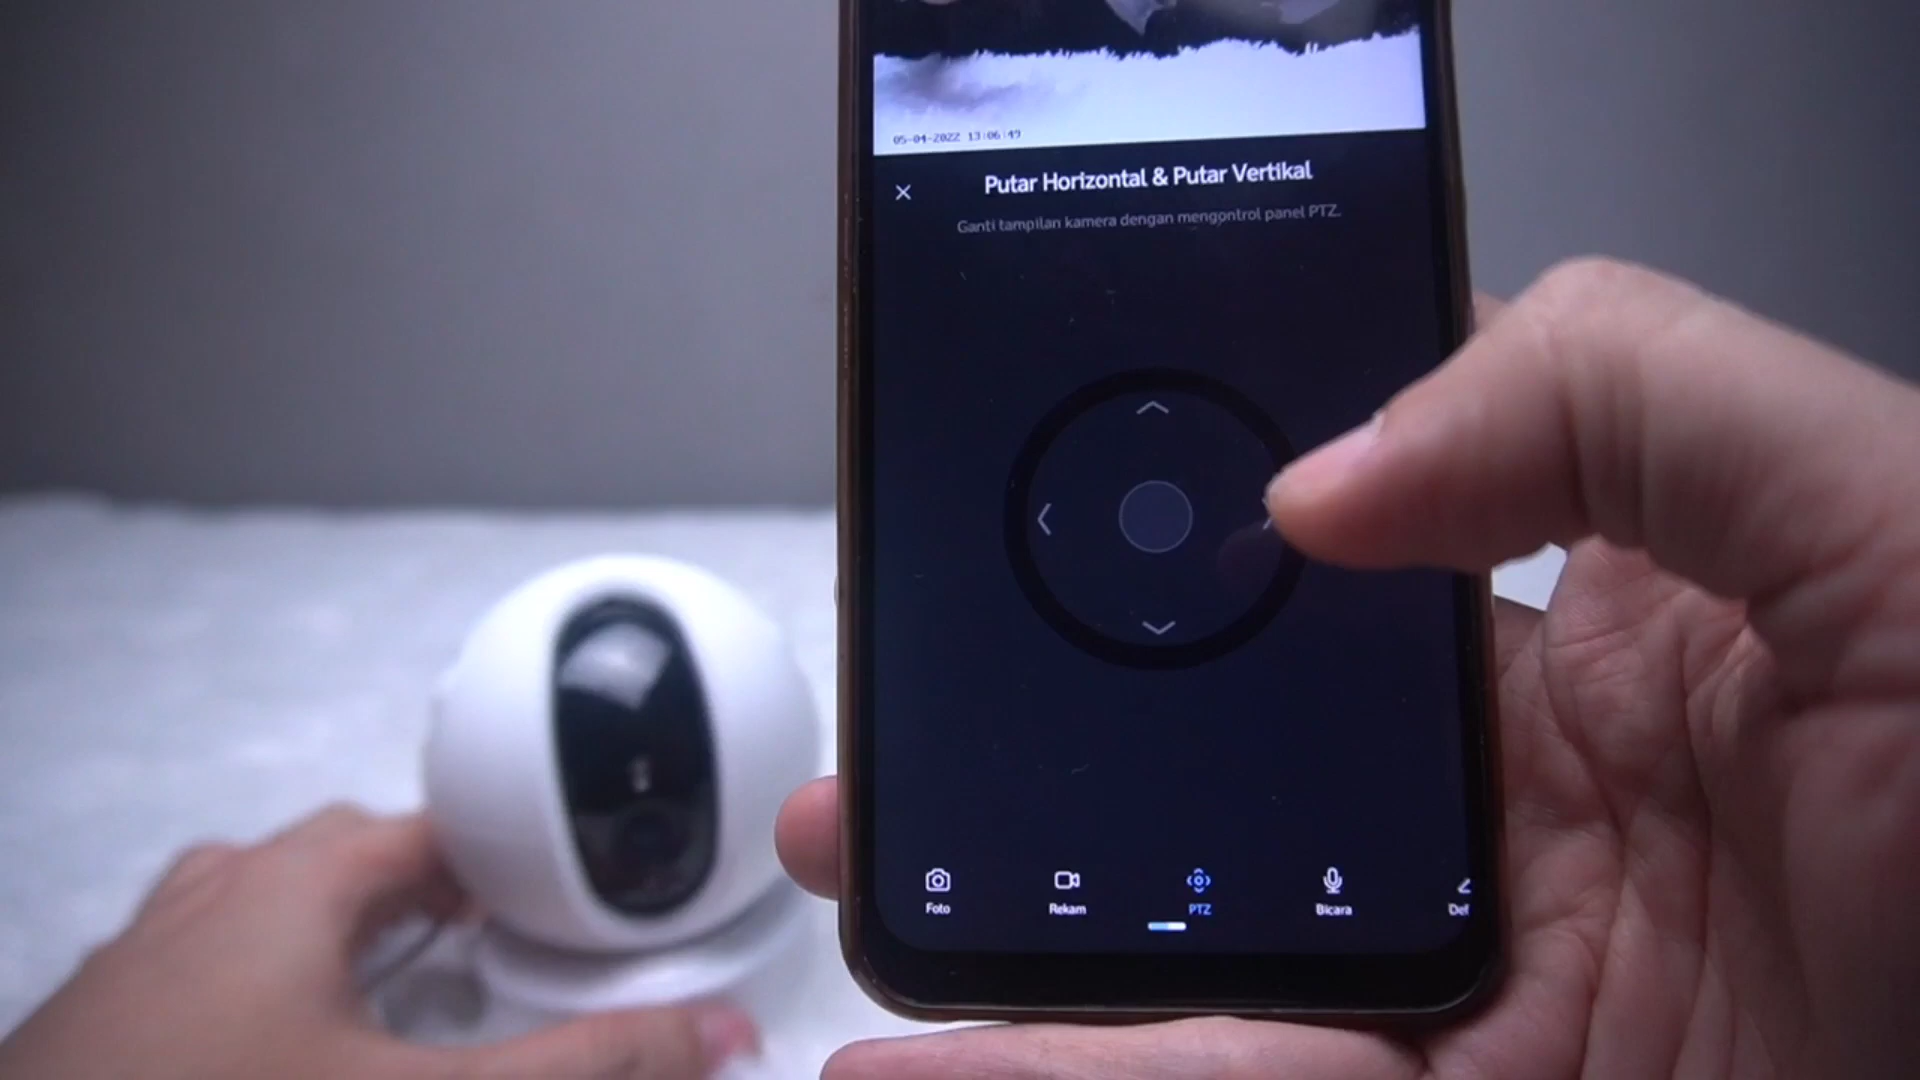 05-04-2022 13:06:49
Putar Horizontal & Putar Vertikal
Ganti tampilan kamera dengan mengontrol panel PTZ.
Foto
Rekam
PTZ
Bicara
Def